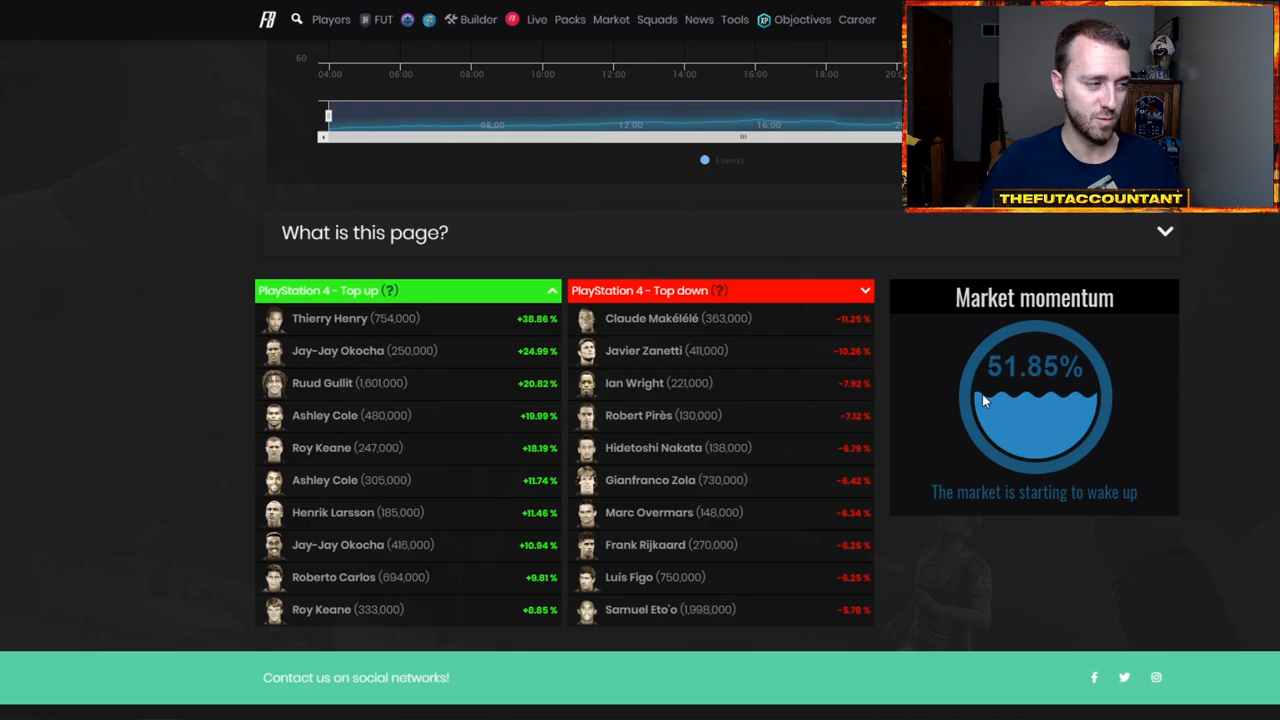 FB Players FUT Builder Live Packs Market Squads News Tools XP Objectives Career
60
04:00 06:00 08:00 10:00 12:00 14:00 16:00 18:00
08:00 12:00 16:00
Events
THEFUTACCOUNTANT
What is this page?
PlayStation 4 - Top up (?)
Thierry Henry (754,000) +38.86 %
Jay-Jay Okocha (250,000) +24.99 %
Ruud Gullit (1,601,000) +20.82 %
Ashley Cole (480,000) +19.99 %
Roy Keane (247,000) +18.19 %
Ashley Cole (305,000) +11.74 %
Henrik Larsson (185,000) +11.46 %
Jay-Jay Okocha (416,000) +10.94 %
Roberto Carlos (694,000) +9.81 %
Roy Keane (333,000) +8.85 %
PlayStation 4 - Top down (?)
Claude Makélélé (363,000) -11.25 %
Javier Zanetti (411,000) -10.26 %
Ian Wright (221,000) -7.92 %
Robert Pirès (130,000) -7.12 %
Hidetoshi Nakata (138,000) -6.79 %
Gianfranco Zola (730,000) -6.42 %
Marc Overmars (148,000) -6.34 %
Frank Rijkaard (270,000) -6.25 %
Luís Figo (750,000) -6.25 %
Samuel Eto'o (1,998,000) -5.78 %
Market momentum
51.85%
The market is starting to wake up
Contact us on social networks!